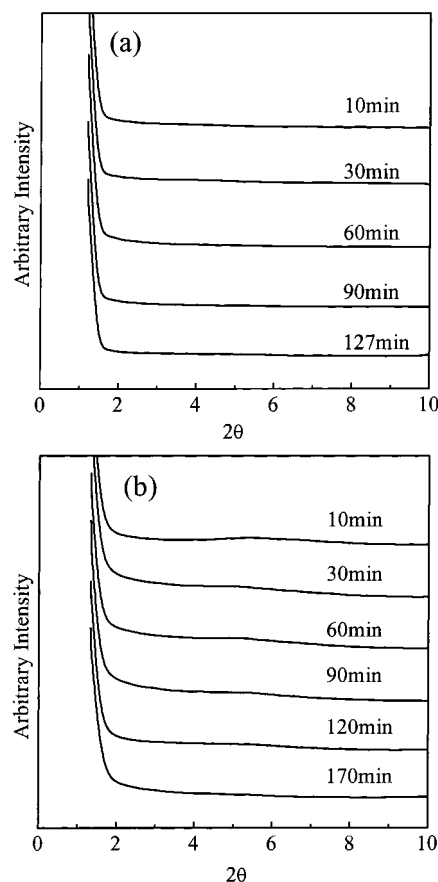 (a)
10min
30min
60min
90min
127min
Arbitrary Intensity
0 2 4 6 8 10
2θ
(b)
10min
30min
60min
90min
120min
170min
Arbitrary Intensity
0 2 4 6 8 10
2θ